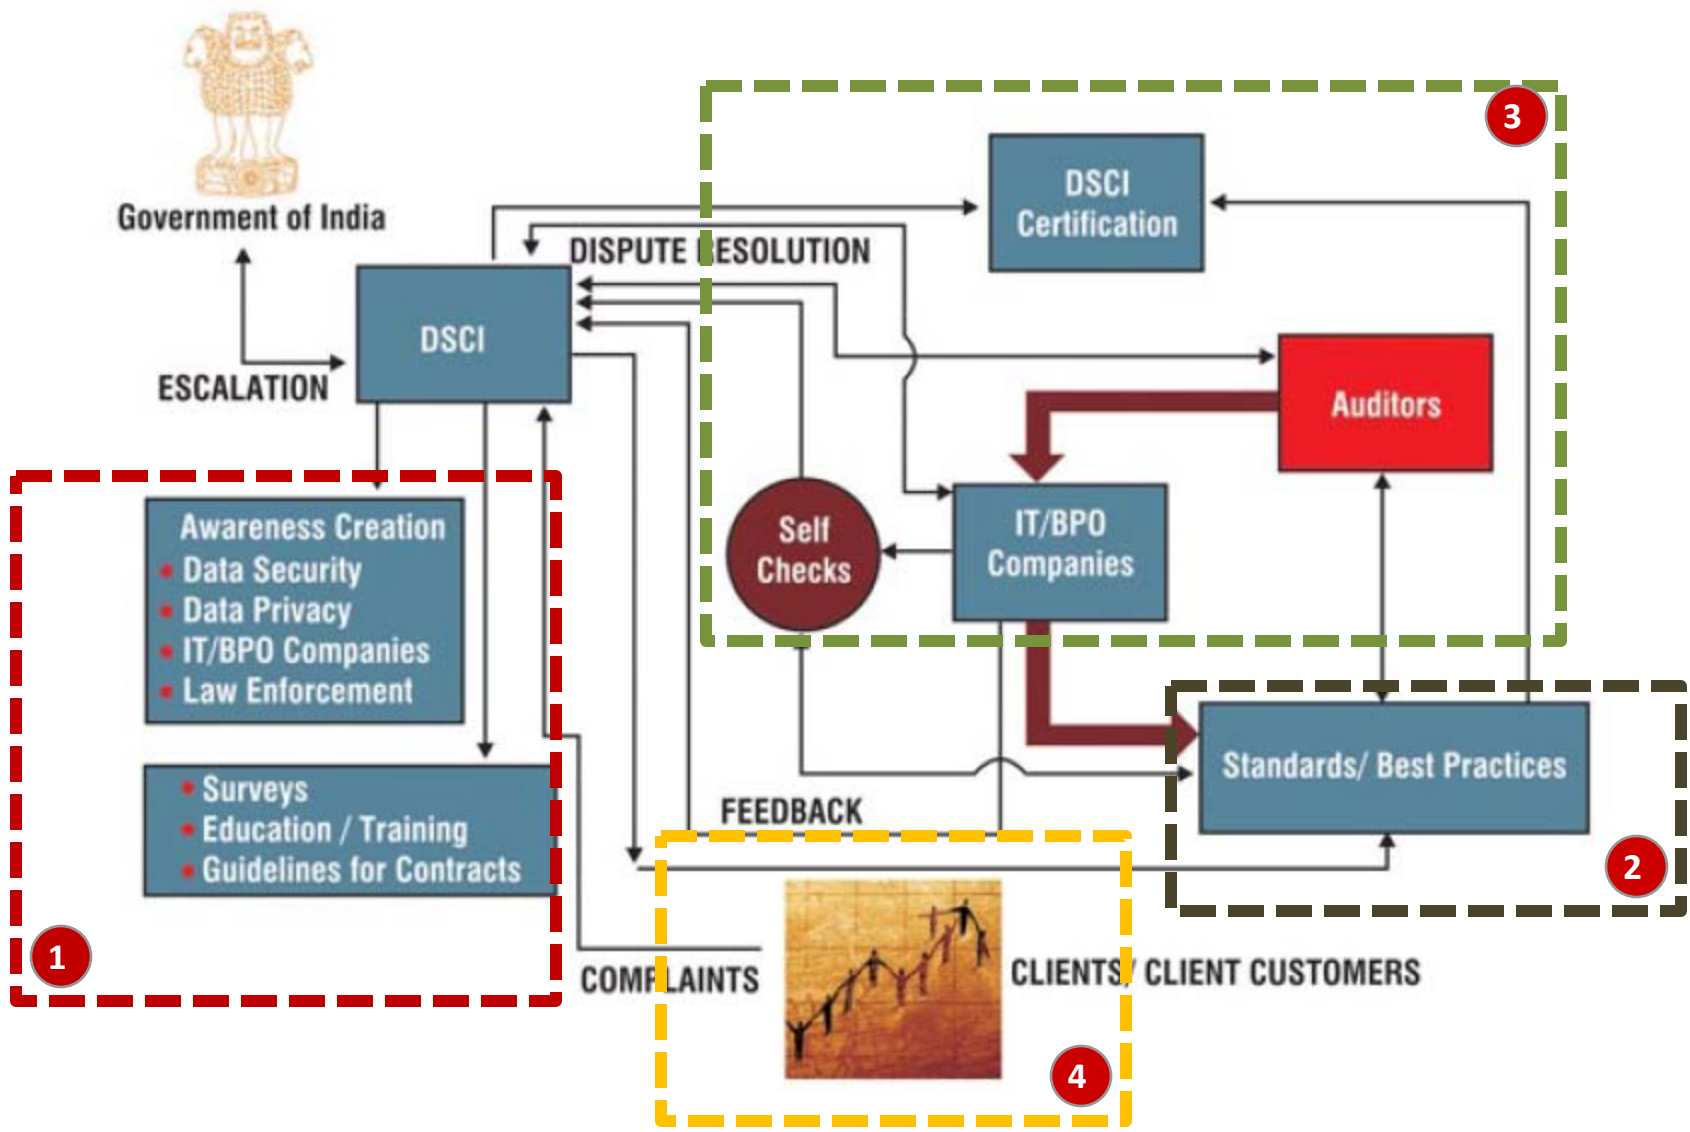 Government of India
3
DSCI
Certification
DISPUTE RESOLUTION
DSCI
ESCALATION
Auditors
Self
Checks
IT/BPO
Companies
Awareness Creation
• Data Security
• Data Privacy
• IT/BPO Companies
• Law Enforcement
Standards/ Best Practices
• Surveys
• Education / Training
• Guidelines for Contracts
FEEDBACK
2
1
COMPLAINTS
CLIENTS/ CLIENT CUSTOMERS
4